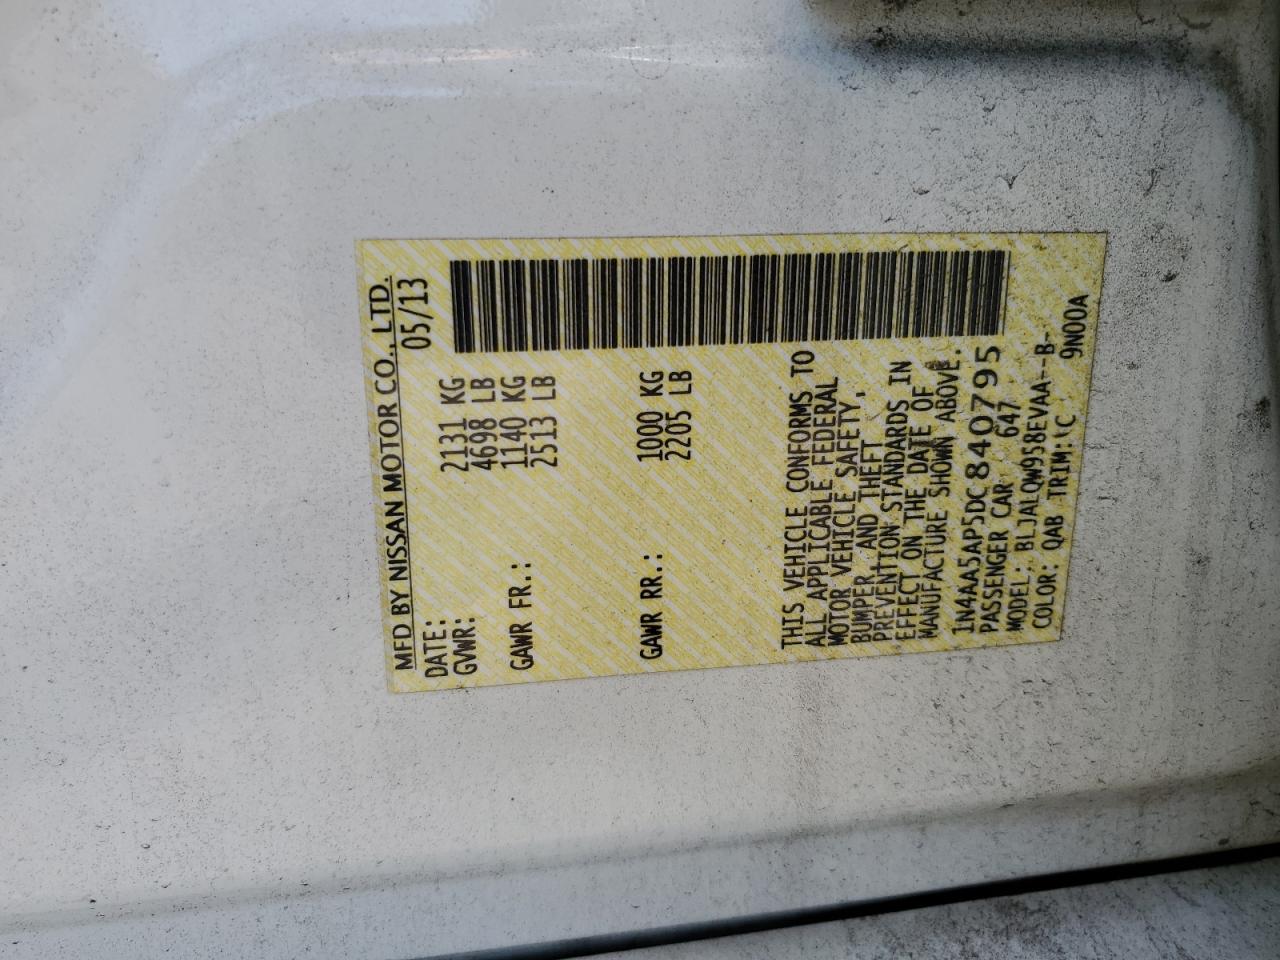 MFD BY NISSAN MOTOR CO., LTD.
DATE: 05/13
GVWR: 2131 KG
4698 LB
GAWR FR.: 1140 KG
2513 LB
GAWR RR.: 1000 KG
2205 LB
THIS VEHICLE CONFORMS TO
ALL APPLICABLE FEDERAL
MOTOR VEHICLE SAFETY,
BUMPER, AND THEFT
PREVENTION STANDARDS IN
EFFECT ON THE DATE OF
MANUFACTURE SHOWN ABOVE.
1N4AA5AP5DC840795
PASSENGER CAR 647
MODEL: BLJALQW958EVAA--B-
COLOR: QAB TRIM: C 9N00A